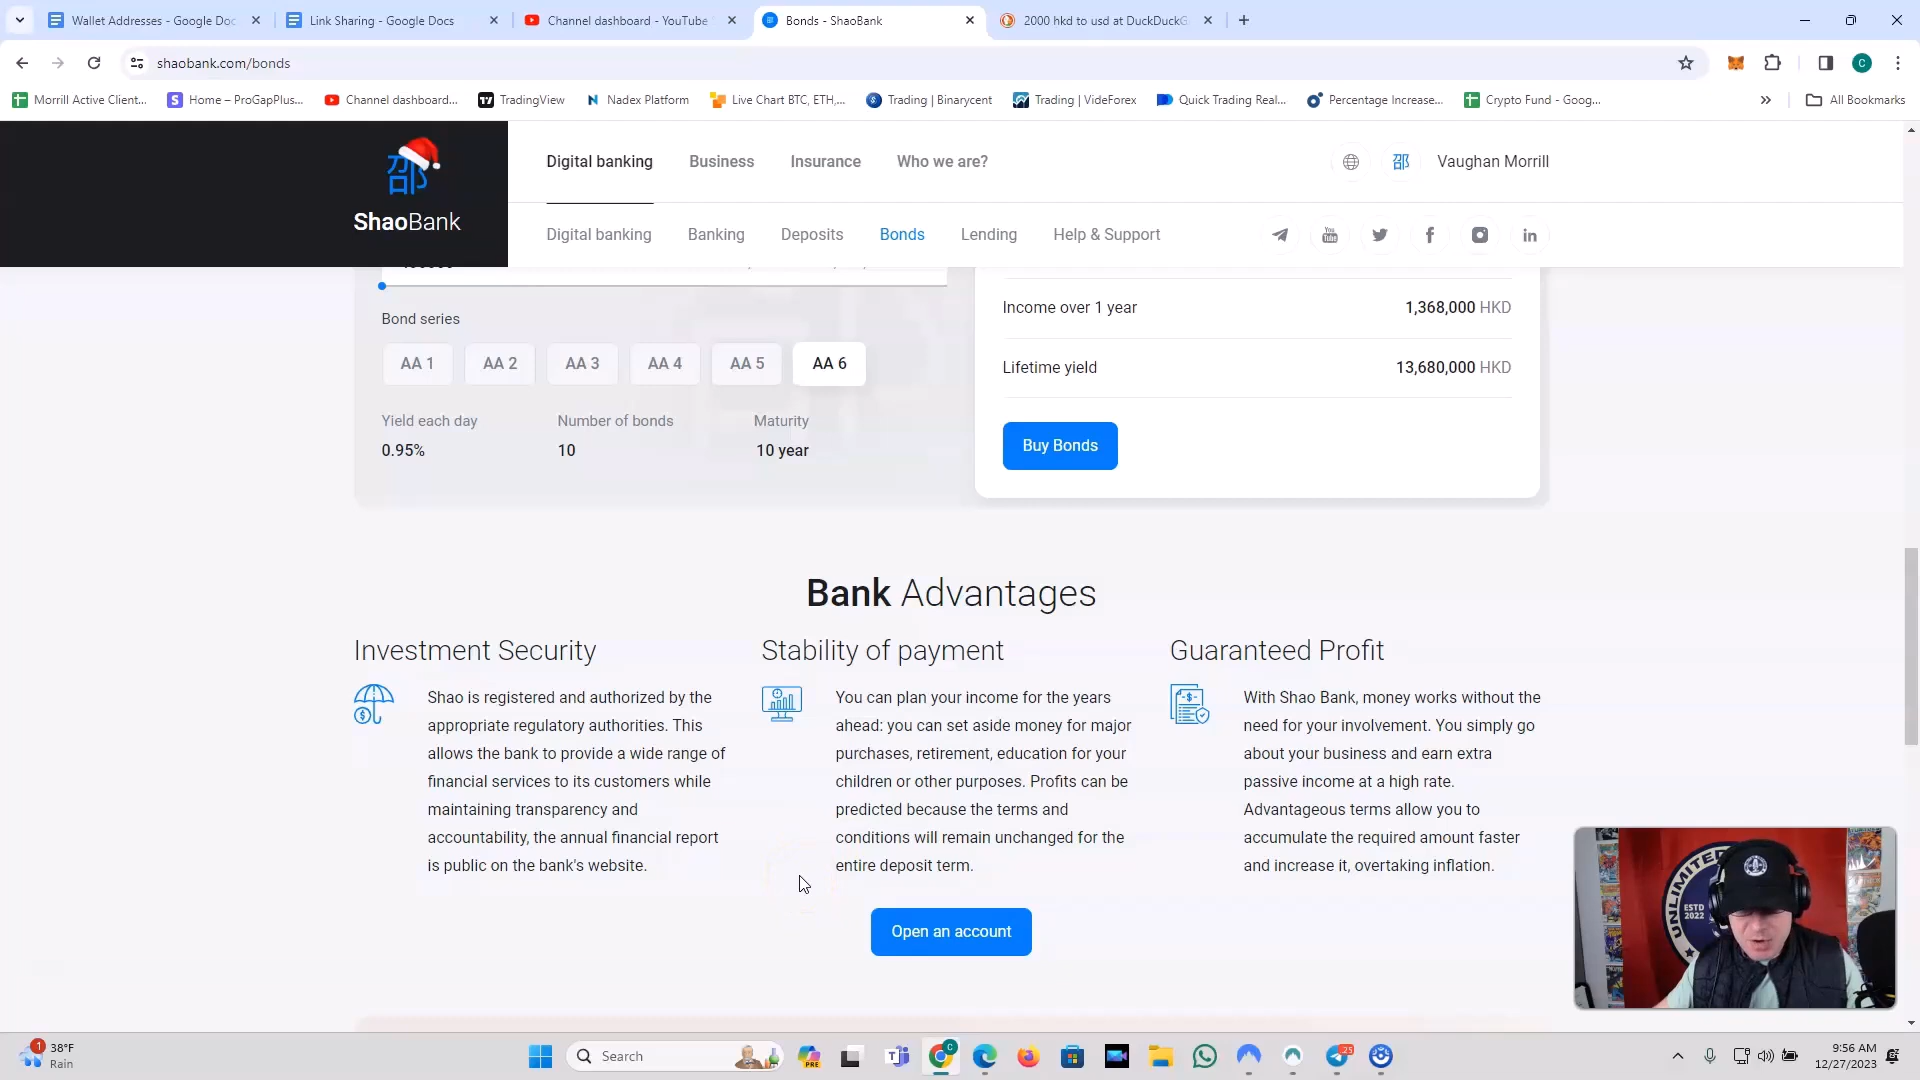 Wallet Addresses - Google Doc
Link Sharing - Google Docs
Channel dashboard - YouTube
Bonds - ShaoBank
2000 hkd to usd at DuckDuckG
shaobank.com/bonds
C
Morrill Active Client...
Home – ProGapPlus...
Channel dashboard...
TradingView
Nadex Platform
Live Chart BTC, ETH,...
Trading | Binarycent
Trading | VideForex
Quick Trading Real...
Percentage Increase...
Crypto Fund - Goog...
All Bookmarks
邵
ShaoBank
Digital banking
Business
Insurance
Who we are?
邵
Vaughan Morrill
Digital banking
Banking
Deposits
Bonds
Lending
Help & Support
Bond series
AA 1
AA 2
AA 3
AA 4
AA 5
AA 6
Yield each day
Number of bonds
Maturity
0.95%
10
10 year
Income over 1 year
1,368,000 HKD
Lifetime yield
13,680,000 HKD
Buy Bonds
Bank Advantages
Investment Security
Shao is registered and authorized by the
appropriate regulatory authorities. This
allows the bank to provide a wide range of
financial services to its customers while
maintaining transparency and
accountability, the annual financial report
is public on the bank's website.
Stability of payment
You can plan your income for the years
ahead: you can set aside money for major
purchases, retirement, education for your
children or other purposes. Profits can be
predicted because the terms and
conditions will remain unchanged for the
entire deposit term.
Guaranteed Profit
With Shao Bank, money works without the
need for your involvement. You simply go
about your business and earn extra
passive income at a high rate.
Advantageous terms allow you to
accumulate the required amount faster
and increase it, overtaking inflation.
Open an account
UNLIMITED
ESTD
2022
1
38°F
Rain
Search
PRE
C
25
9:56 AM
12/27/2023